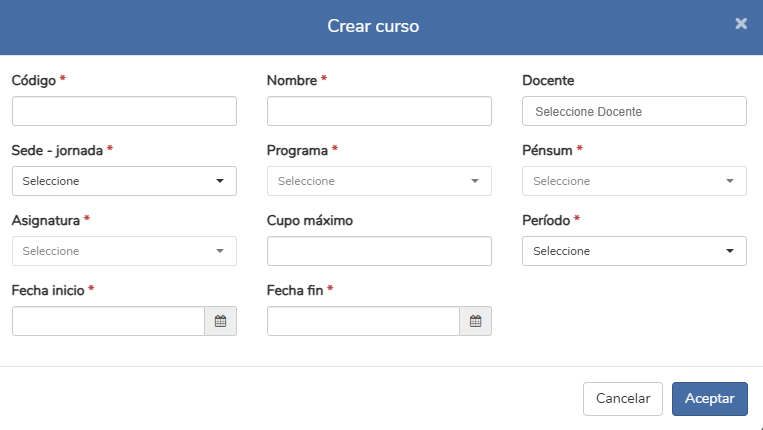 Crear curso ×
Código * Nombre * Docente
Seleccione Docente
Sede - jornada * Programa * Pénsum *
Seleccione Seleccione Seleccione
Asignatura * Cupo máximo Período *
Seleccione Seleccione
Fecha inicio * Fecha fin *
Cancelar Aceptar